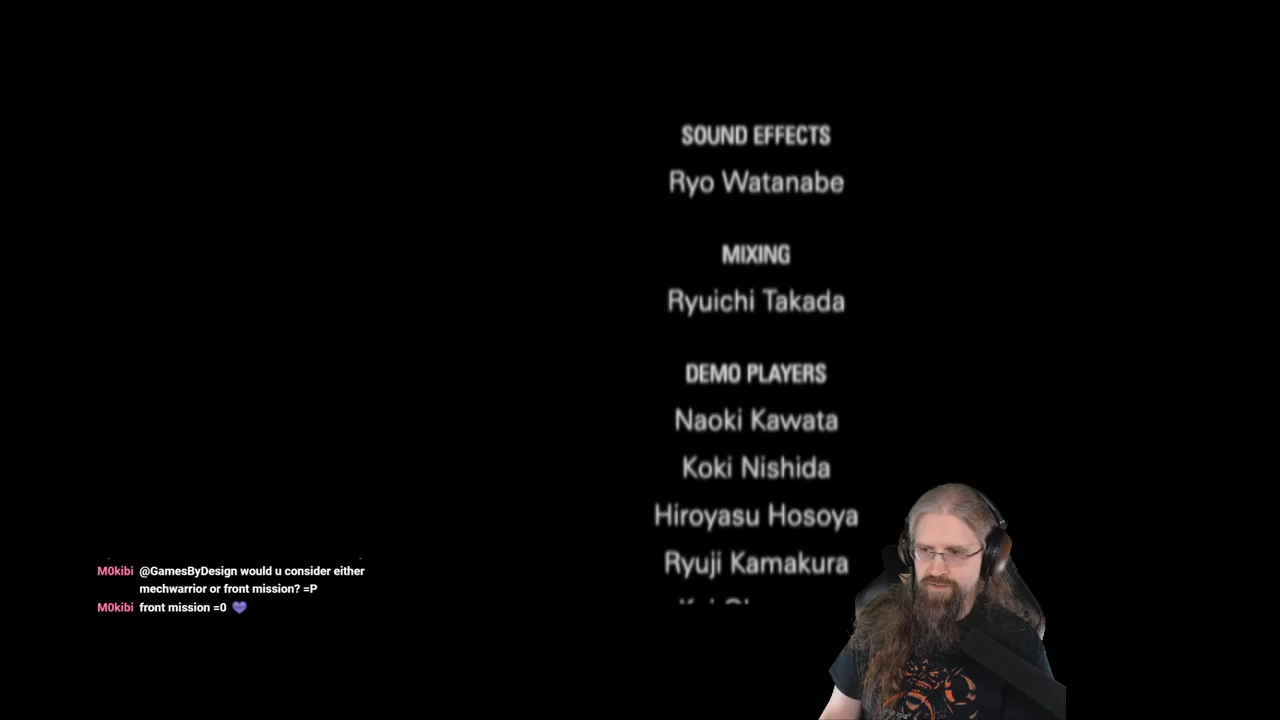 SOUND EFFECTS
Ryo Watanabe
MIXING
Ryuichi Takada
DEMO PLAYERS
Naoki Kawata
Koki Nishida
Hiroyasu Hosoya
Ryuji Kamakura
M0kibi @GamesByDesign would u consider either
mechwarrior or front mission? =P
M0kibi front mission =0